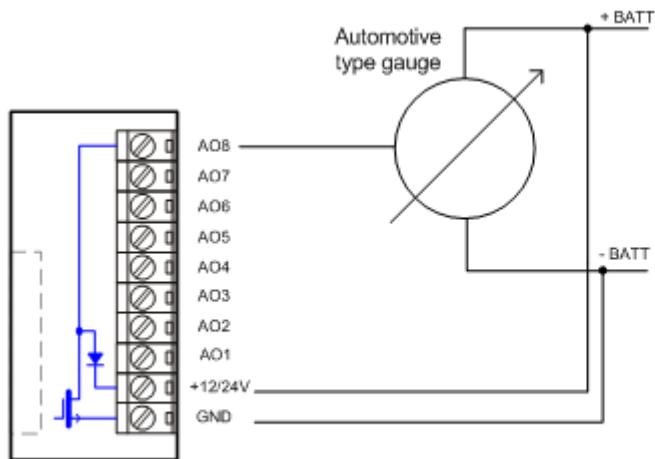 + BATT
Automotive
type gauge
AO8
AO7
AO6
AO5
AO4
AO3
AO2
AO1
- BATT
+12/24V
GND